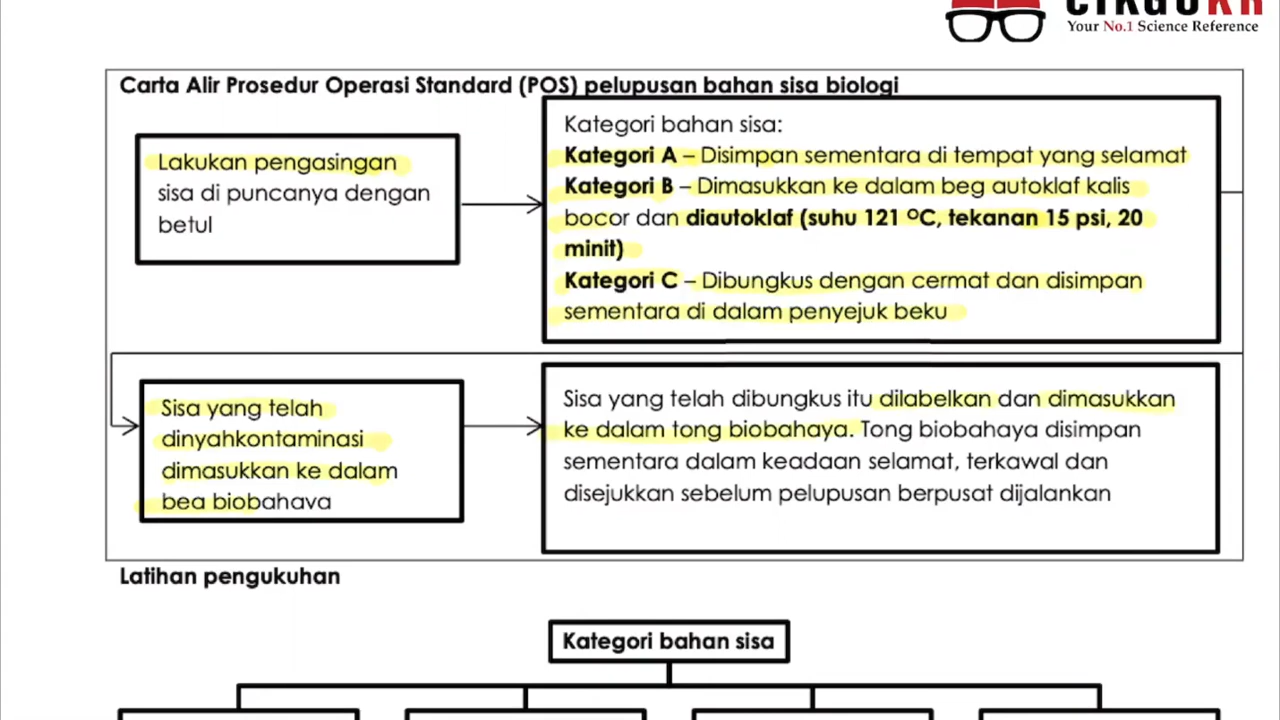 Your No.1 Science Reference
Carta Alir Prosedur Operasi Standard (POS) pelupusan bahan sisa biologi
Lakukan pengasingan
sisa di puncanya dengan
betul
Kategori bahan sisa:
Kategori A – Disimpan sementara di tempat yang selamat
Kategori B – Dimasukkan ke dalam beg autoklaf kalis
bocor dan diautoklaf (suhu 121 ºC, tekanan 15 psi, 20
minit)
Kategori C – Dibungkus dengan cermat dan disimpan
sementara di dalam penyejuk beku
Sisa yang telah
dinyahkontaminasi
dimasukkan ke dalam
beg biobahaya
Sisa yang telah dibungkus itu dilabelkan dan dimasukkan
ke dalam tong biobahaya. Tong biobahaya disimpan
sementara dalam keadaan selamat, terkawal dan
disejukkan sebelum pelupusan berpusat dijalankan
Latihan pengukuhan
Kategori bahan sisa